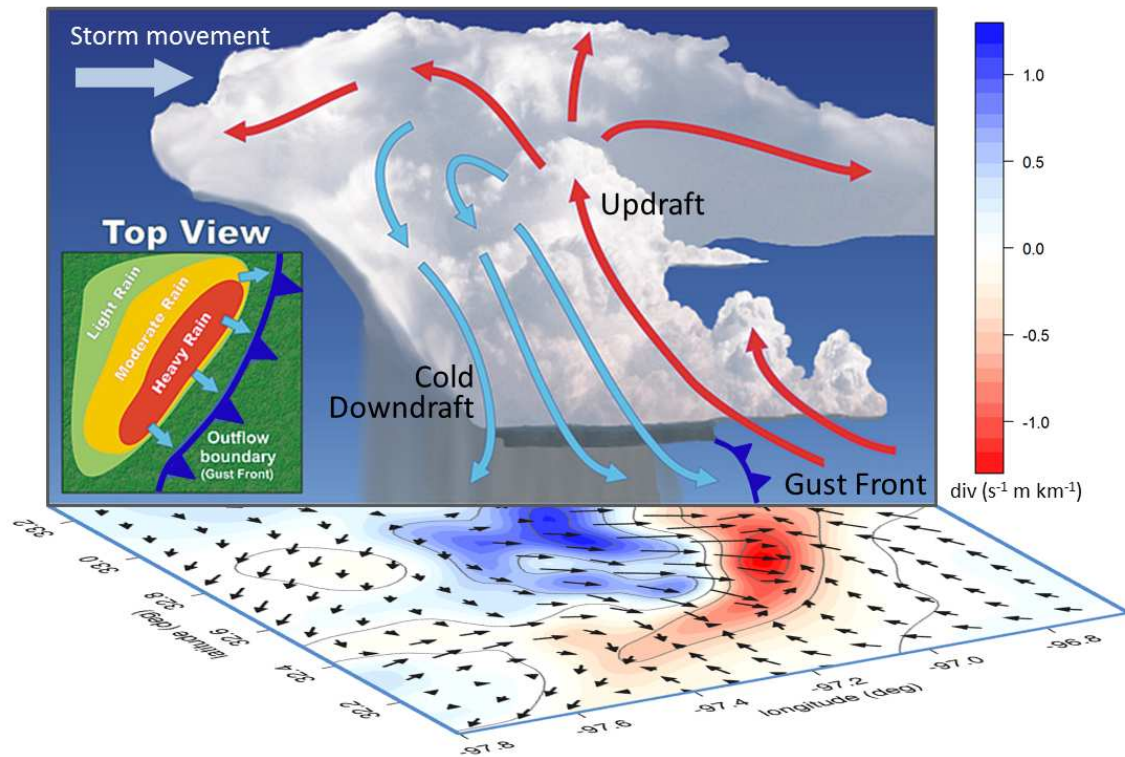 Storm movement
Updraft
Top View
Light Rain
Moderate Rain
Heavy Rain
Outflow
boundary
(Gust Front)
Cold
Downdraft
Gust Front
1.0
0.5
0.0
-0.5
-1.0
div (s⁻¹ m km⁻¹)
33.2
33.0
32.8
32.6
32.4
32.2
latitude (deg)
-97.8
-97.6
-97.4
-97.2
-97.0
-96.8
longitude (deg)